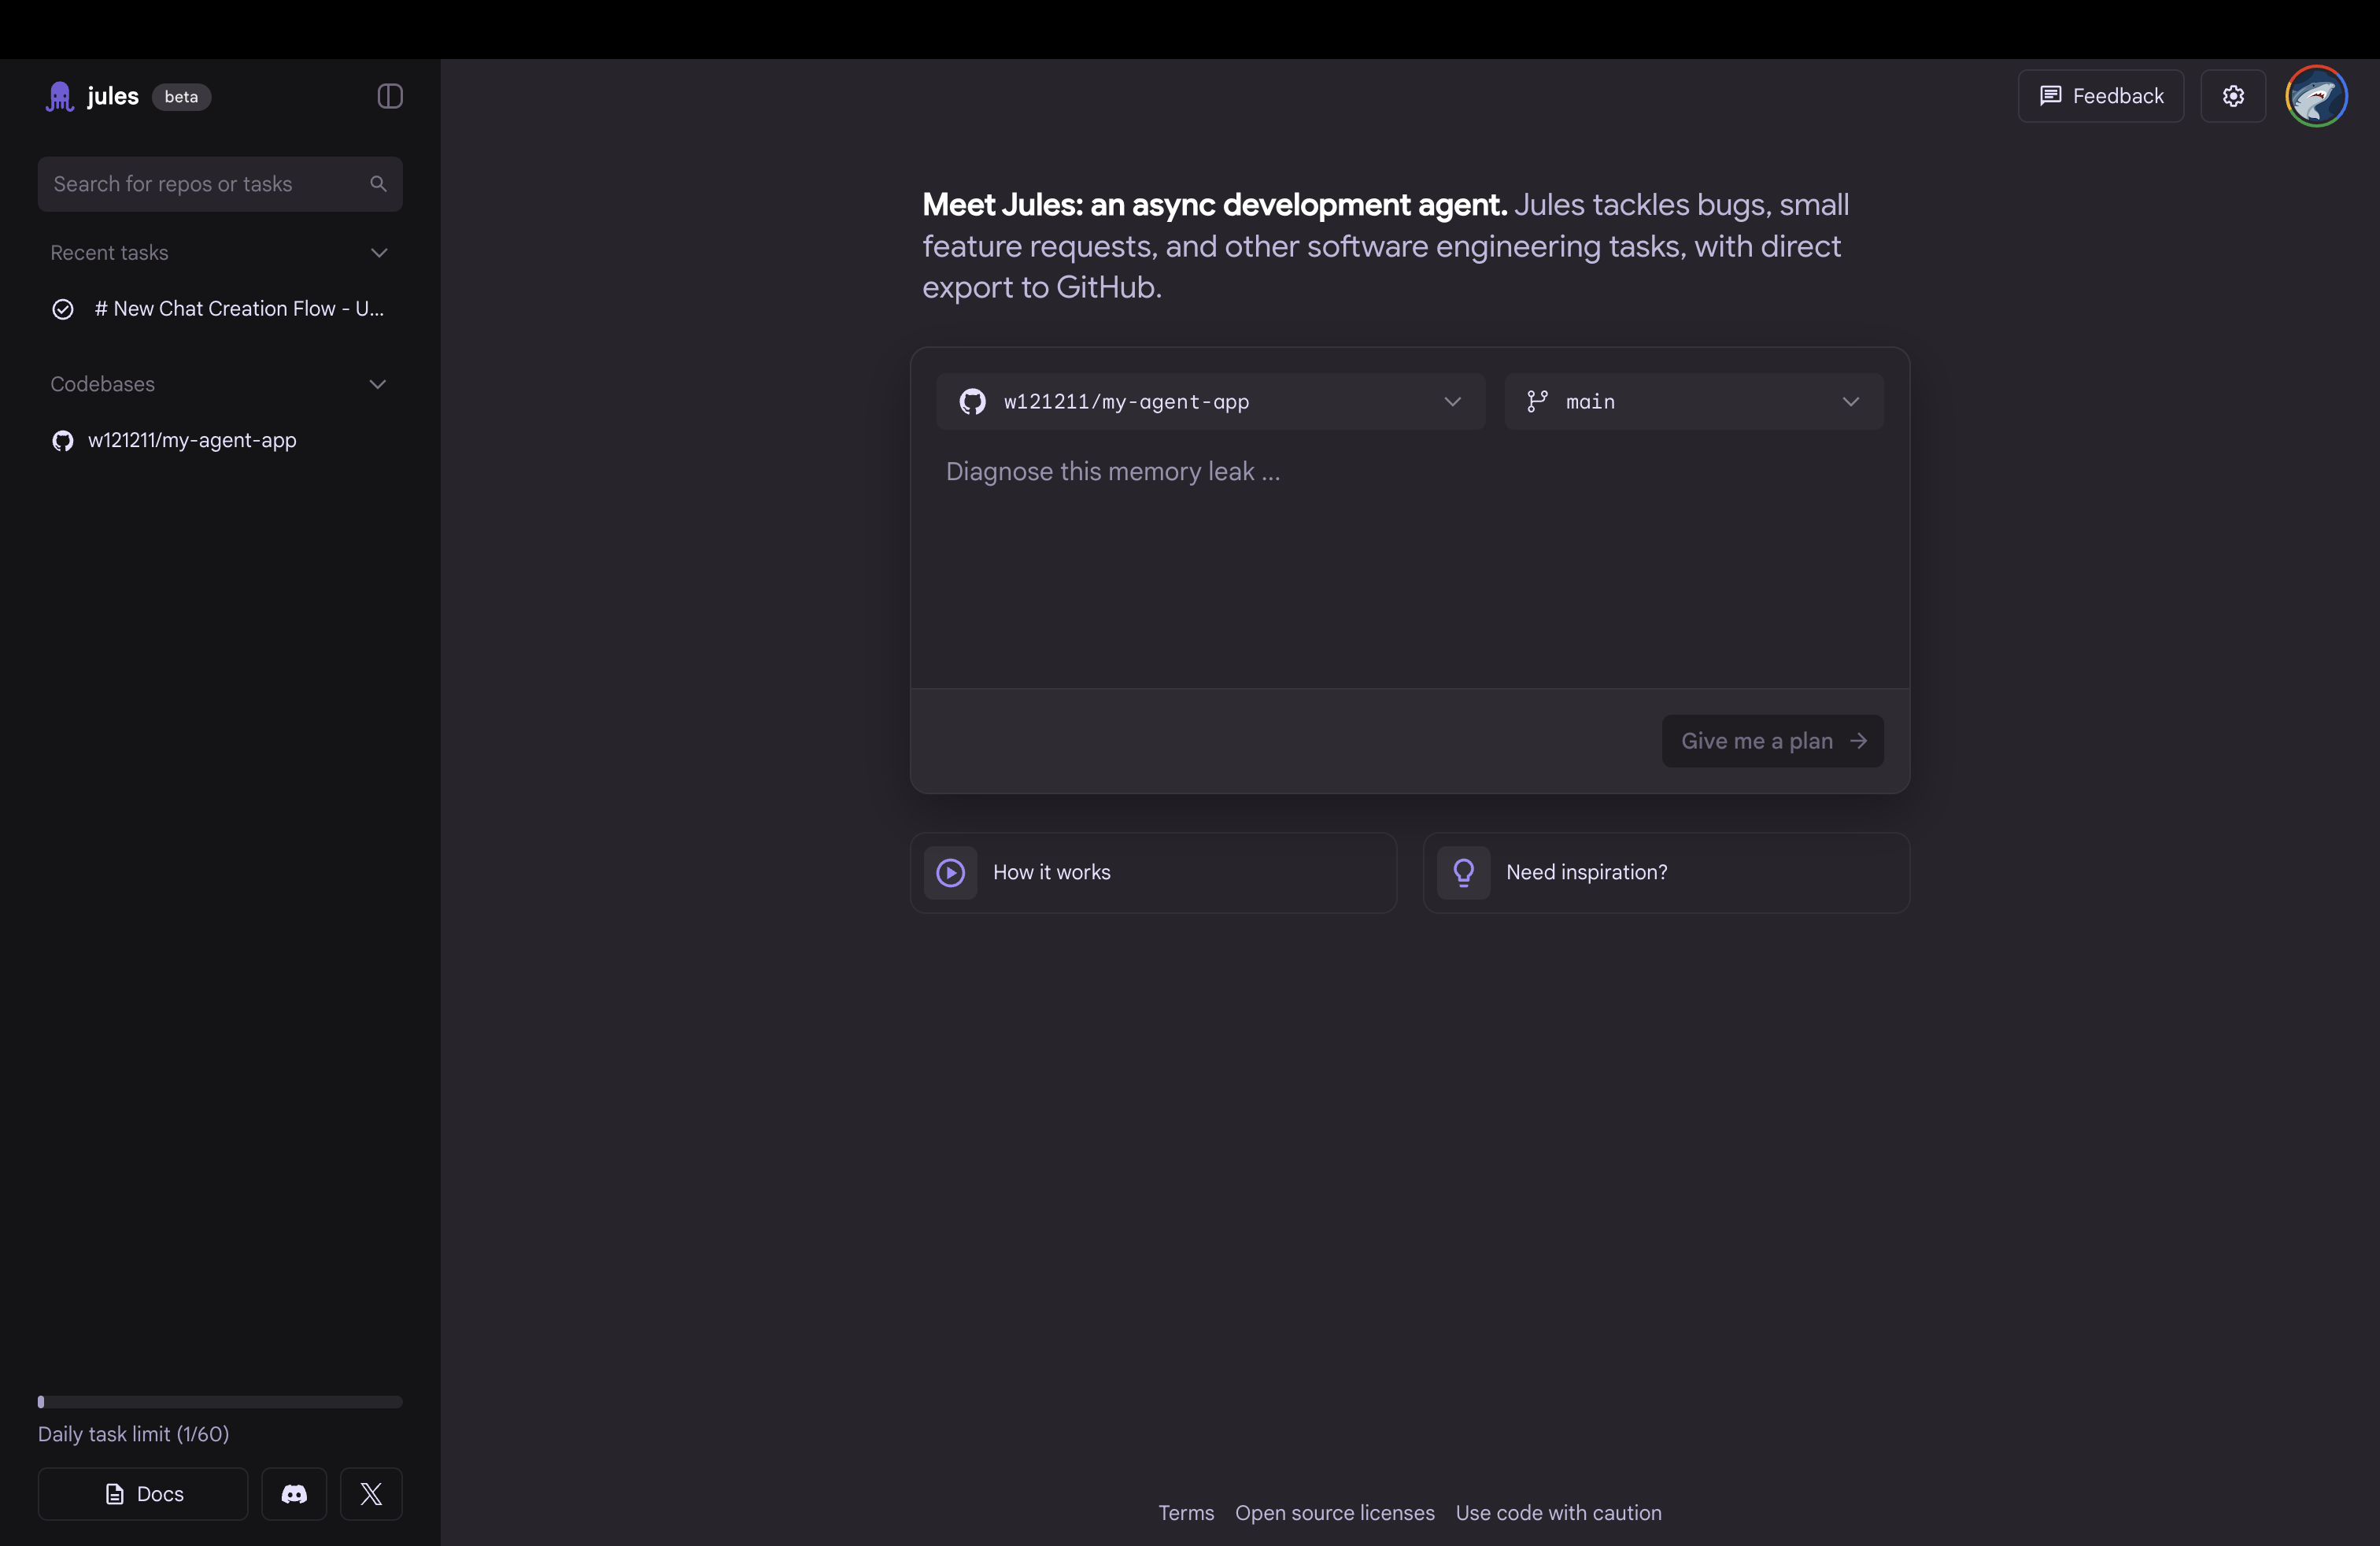 jules beta
Feedback
Search for repos or tasks
Recent tasks
# New Chat Creation Flow - U...
Codebases
w121211/my-agent-app
Meet Jules: an async development agent. Jules tackles bugs, small
feature requests, and other software engineering tasks, with direct
export to GitHub.
w121211/my-agent-app
main
Diagnose this memory leak ...
Give me a plan
How it works
Need inspiration?
Daily task limit (1/60)
Docs
Terms Open source licenses Use code with caution